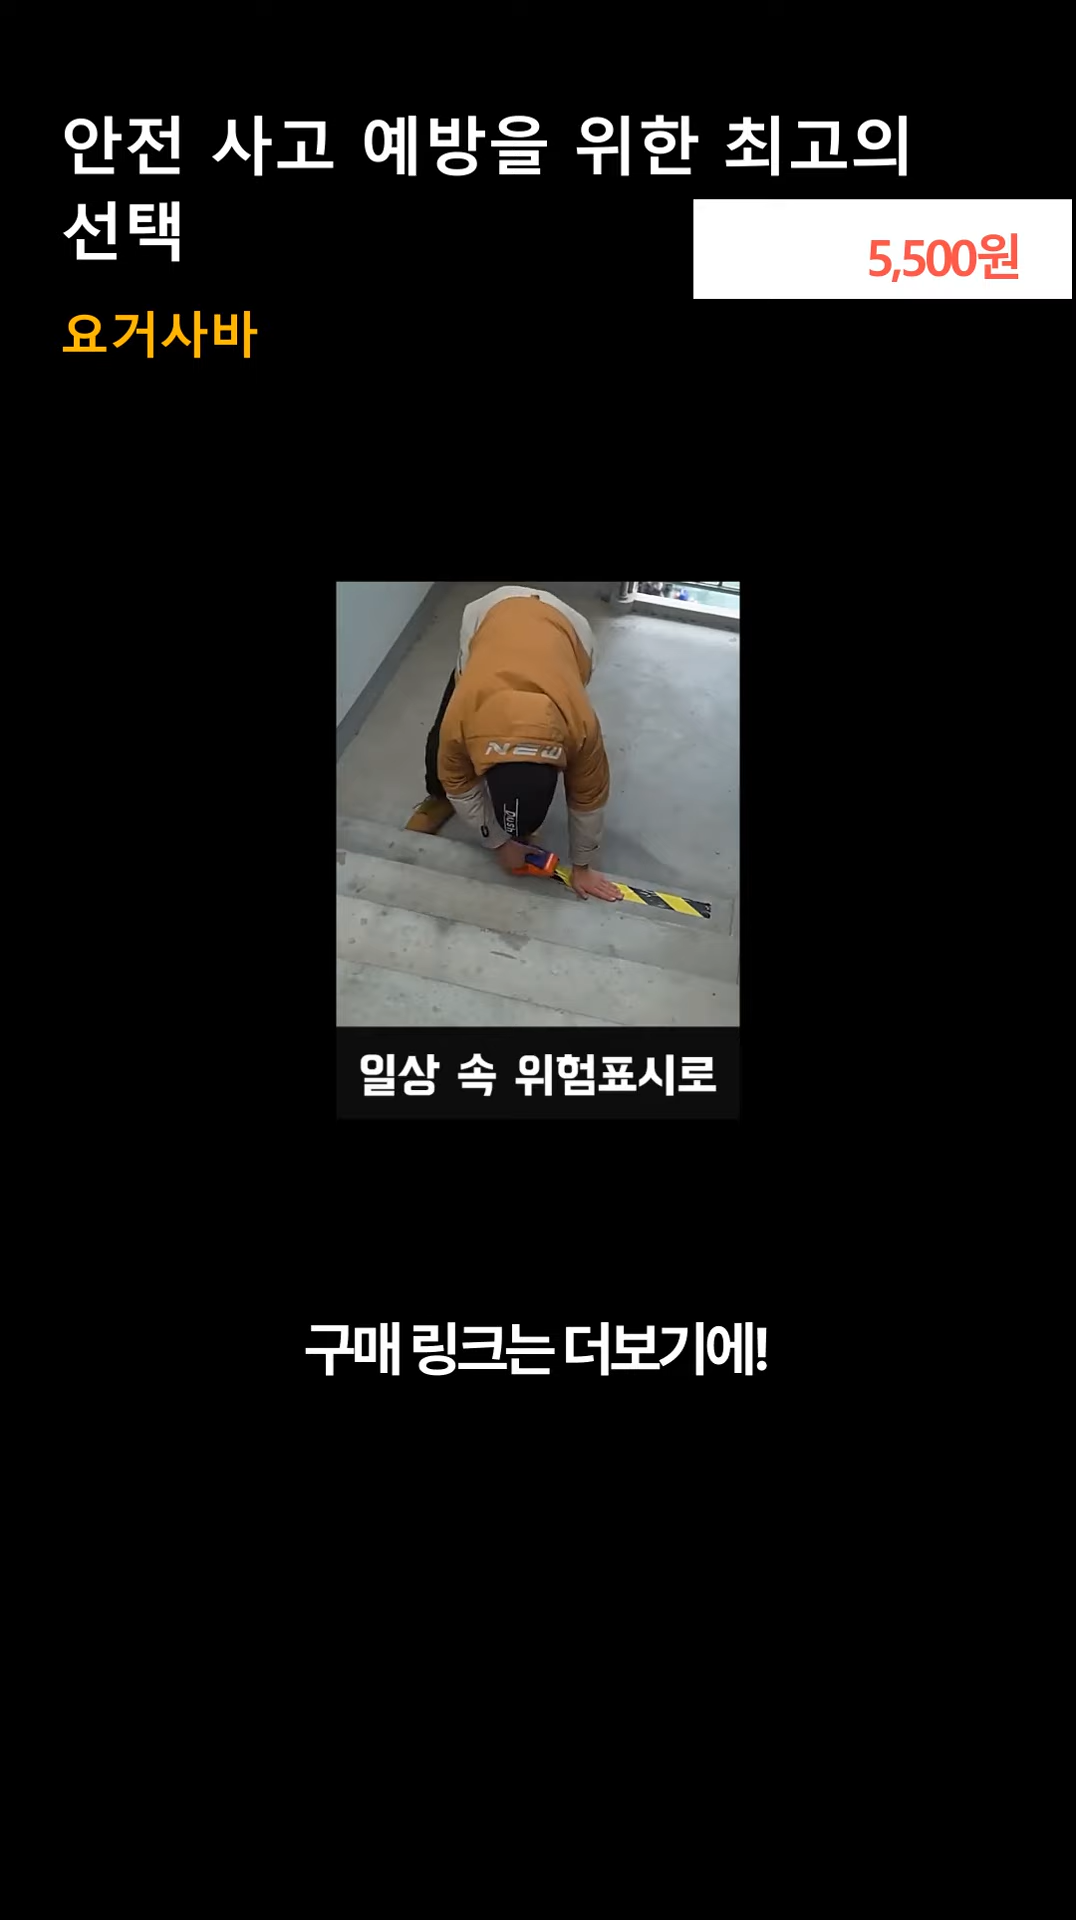 안전 사고 예방을 위한 최고의
선택
5,500원
요거사바
NEW
push
일상 속 위험표시로
구매 링크는 더보기에!